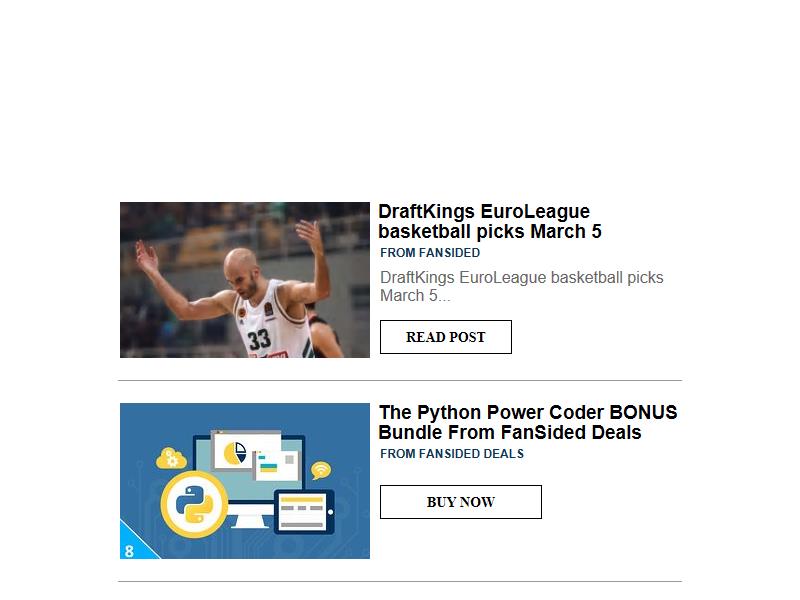 DraftKings EuroLeague
basketball picks March 5
FROM FANSIDED
DraftKings EuroLeague basketball picks
March 5...
READ POST
33
The Python Power Coder BONUS
Bundle From FanSided Deals
FROM FANSIDED DEALS
BUY NOW
8